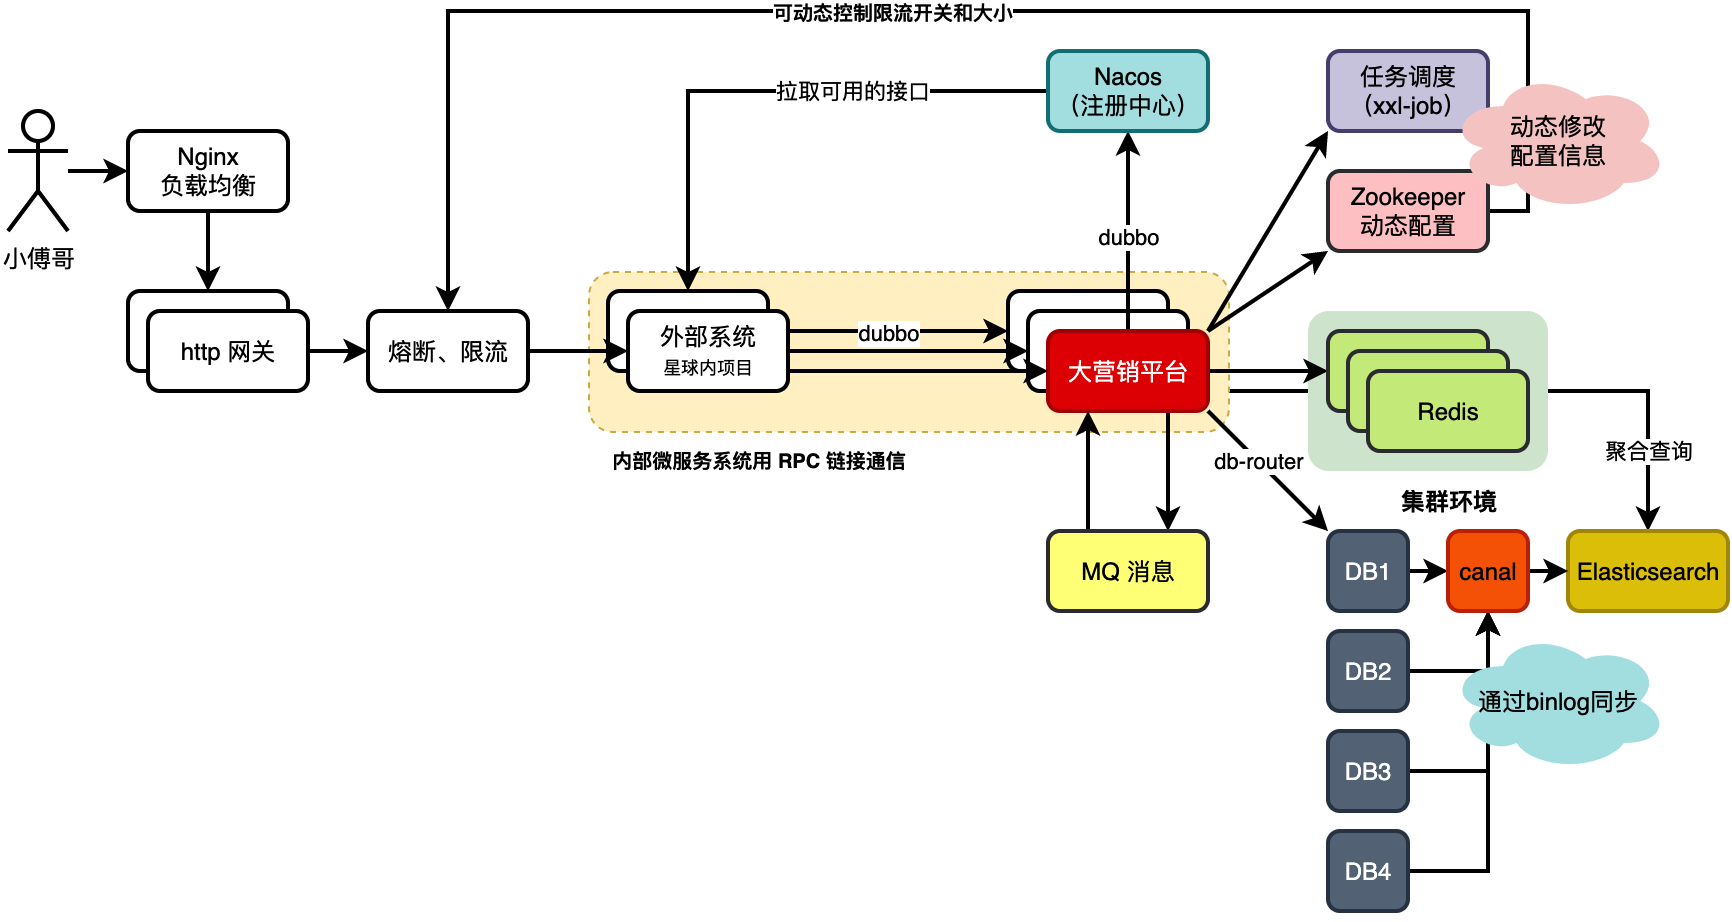 可动态控制限流开关和大小
Nacos
（注册中心）
任务调度
（xxl-job）
拉取可用的接口
动态修改
配置信息
Nginx
负载均衡
Zookeeper
动态配置
小傅哥
dubbo
http 网关
熔断、限流
外部系统
星球内项目
dubbo
大营销平台
Redis
内部微服务系统用 RPC 链接通信
db-router
聚合查询
集群环境
MQ 消息
DB1
canal
Elasticsearch
DB2
通过binlog同步
DB3
DB4